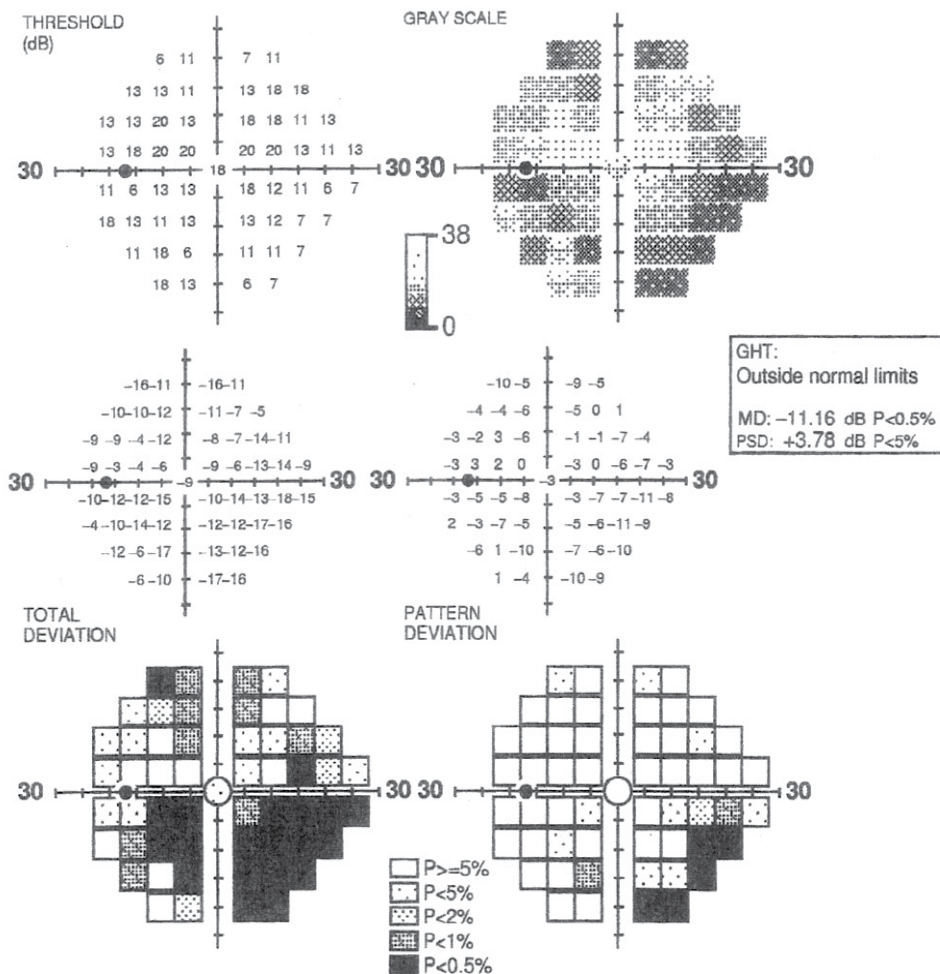 THRESHOLD
(dB)
GRAY SCALE
6 11 7 11
13 13 11 13 18 18
13 13 20 13 18 18 11 13
13 18 20 20 20 20 13 11 13
30 18 30 30 30
11 6 13 13 18 12 11 6 7
18 13 11 13 13 12 7 7
11 18 6 11 11 7
18 13 6 7
38
0
GHT:
Outside normal limits
MD: -11.16 dB P<0.5%
PSD: +3.78 dB P<5%
-16 -11 -16 -11
-10 -10 -12 -11 -7 -5
-9 -9 -4 -12 -8 -7 -14 -11
-9 -3 -4 -6 -9 -6 -13 -14 -9
30 -9 30
-10 -12 -12 -15 -10 -14 -13 -18 -15
-4 -10 -14 -12 -12 -12 -17 -16
-12 -6 -17 -13 -12 -16
-6 -10 -17 -16
-10 -5 -9 -5
-4 -4 -6 -5 0 1
-3 -2 3 -6 -1 -1 -7 -4
-3 3 2 0 -3 0 -6 -7 -3
30 -3 30
-3 -5 -5 -8 -3 -7 -7 -11 -8
2 -3 -7 -5 -5 -6 -11 -9
-6 1 -10 -7 -6 -10
1 -4 -10 -9
TOTAL
DEVIATION
PATTERN
DEVIATION
30 30 30 30
P>=5%
P<5%
P<2%
P<1%
P<0.5%